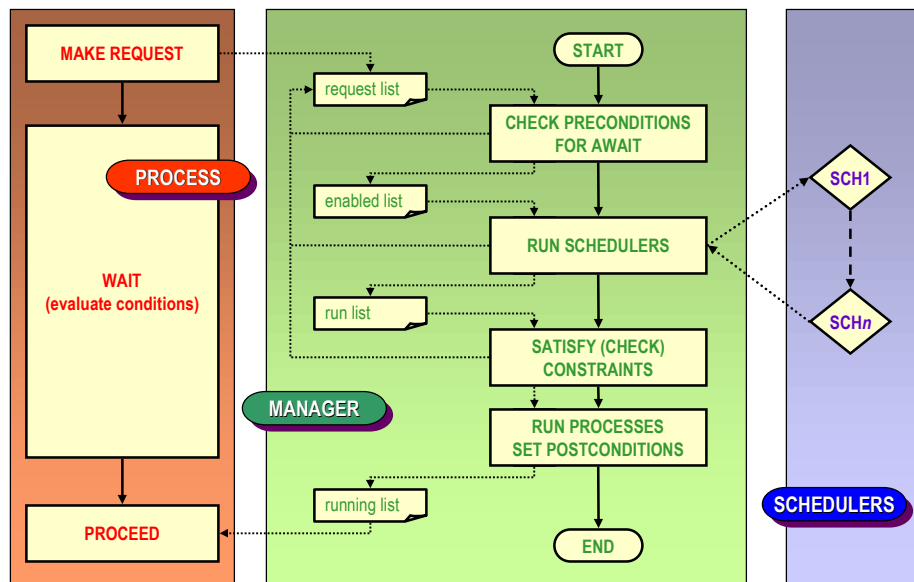 MAKE REQUEST
START
request list
CHECK PRECONDITIONS
FOR AWAIT
PROCESS
SCH1
enabled list
RUN SCHEDULERS
WAIT
(evaluate conditions)
run list
SCHn
SATISFY (CHECK)
CONSTRAINTS
MANAGER
RUN PROCESSES
SET POSTCONDITIONS
running list
SCHEDULERS
PROCEED
END